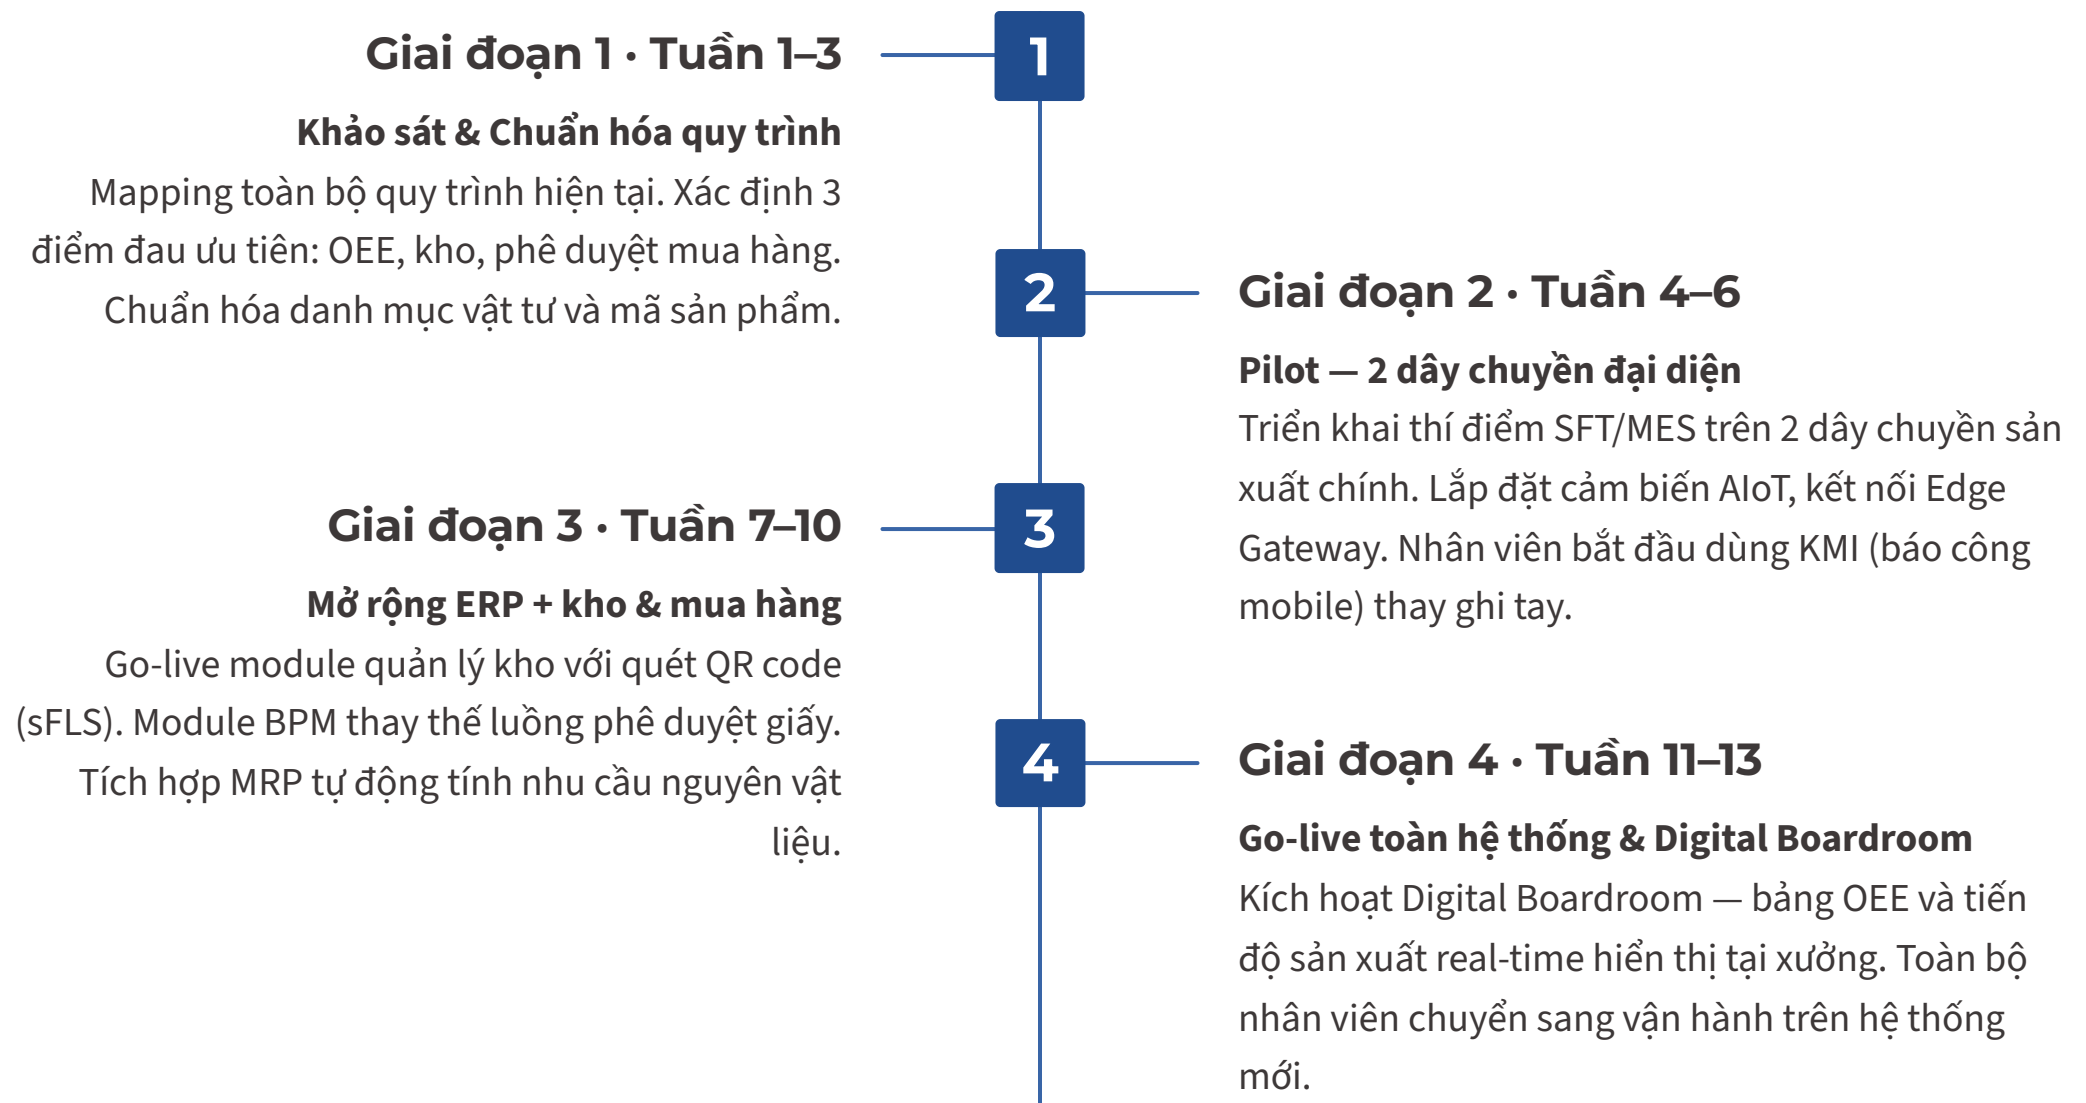 Giai đoạn 1 · Tuần 1–3
1
Khảo sát & Chuẩn hóa quy trình
Mapping toàn bộ quy trình hiện tại. Xác định 3
điểm đau ưu tiên: OEE, kho, phê duyệt mua hàng.
Chuẩn hóa danh mục vật tư và mã sản phẩm.
2
Giai đoạn 2 · Tuần 4–6
Pilot — 2 dây chuyền đại diện
Triển khai thí điểm SFT/MES trên 2 dây chuyền sản
xuất chính. Lắp đặt cảm biến AIoT, kết nối Edge
Gateway. Nhân viên bắt đầu dùng KMI (báo công
mobile) thay ghi tay.
Giai đoạn 3 · Tuần 7–10
3
Mở rộng ERP + kho & mua hàng
Go-live module quản lý kho với quét QR code
(sFLS). Module BPM thay thế luồng phê duyệt giấy.
Tích hợp MRP tự động tính nhu cầu nguyên vật
liệu.
4
Giai đoạn 4 · Tuần 11–13
Go-live toàn hệ thống & Digital Boardroom
Kích hoạt Digital Boardroom — bảng OEE và tiến
độ sản xuất real-time hiển thị tại xưởng. Toàn bộ
nhân viên chuyển sang vận hành trên hệ thống
mới.